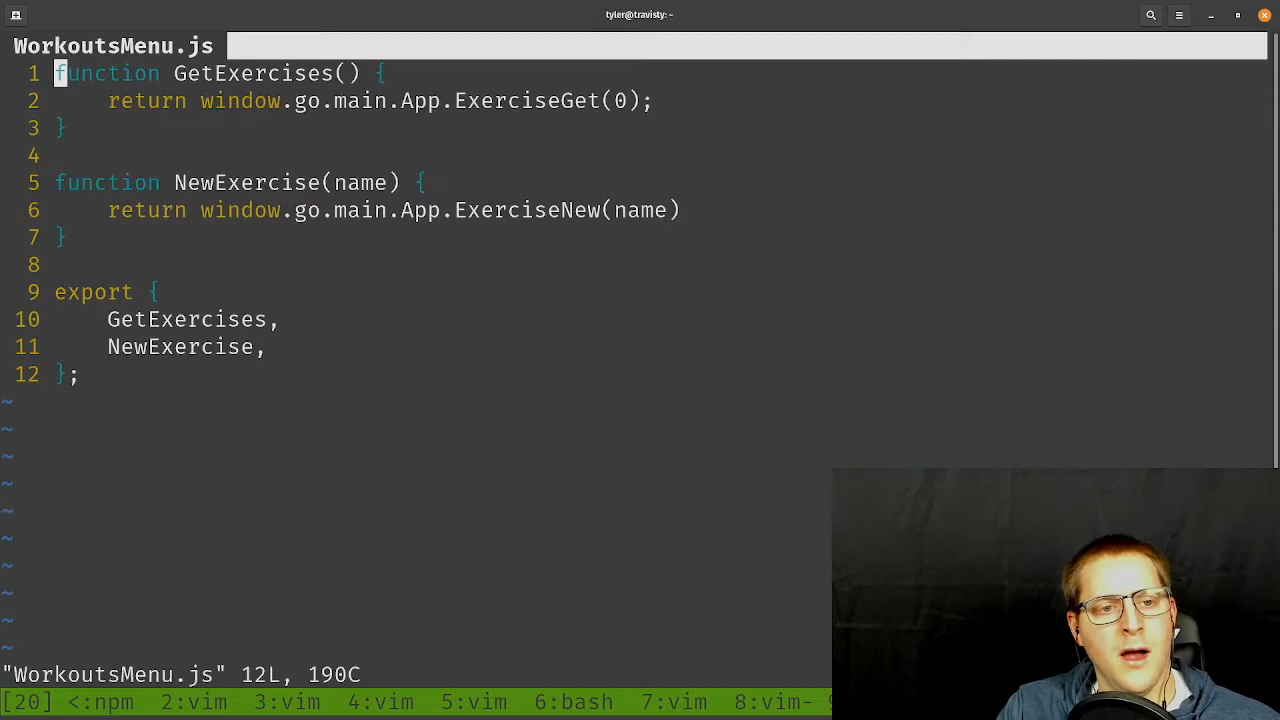 tyler@travisty: ~
WorkoutsMenu.js
1 function GetExercises() {
2     return window.go.main.App.ExerciseGet(0);
3 }
4
5 function NewExercise(name) {
6     return window.go.main.App.ExerciseNew(name)
7 }
8
9 export {
10     GetExercises,
11     NewExercise,
12 };
~
~
~
~
~
~
~
~
~
~
"WorkoutsMenu.js" 12L, 190C
[20] <:npm 2:vim 3:vim 4:vim 5:vim 6:bash 7:vim 8:vim-